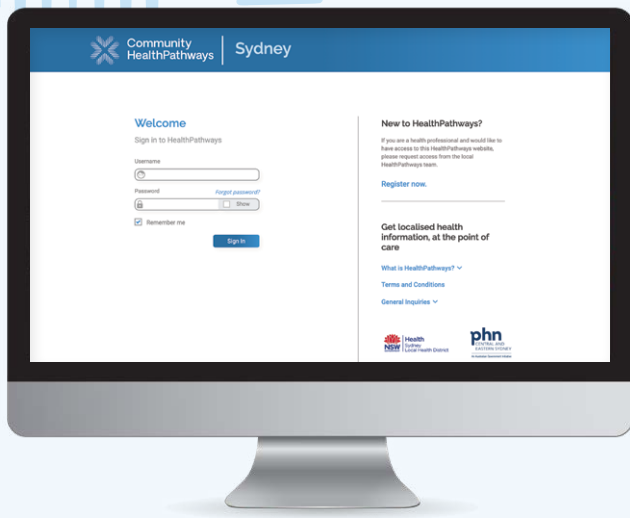 Community
HealthPathways
Sydney
Welcome
Sign in to HealthPathways
Username
Password
Forgot password?
Show
Remember me
Sign In
New to HealthPathways?
If you are a health professional and would like to
have access to this HealthPathways website,
please request access from the local
HealthPathways team.
Register now.
Get localised health
information, at the point of
care
What is HealthPathways?
Terms and Conditions
General Inquiries
NSW
Health
Sydney
Local Health District
phn
CENTRAL AND
EASTERN SYDNEY